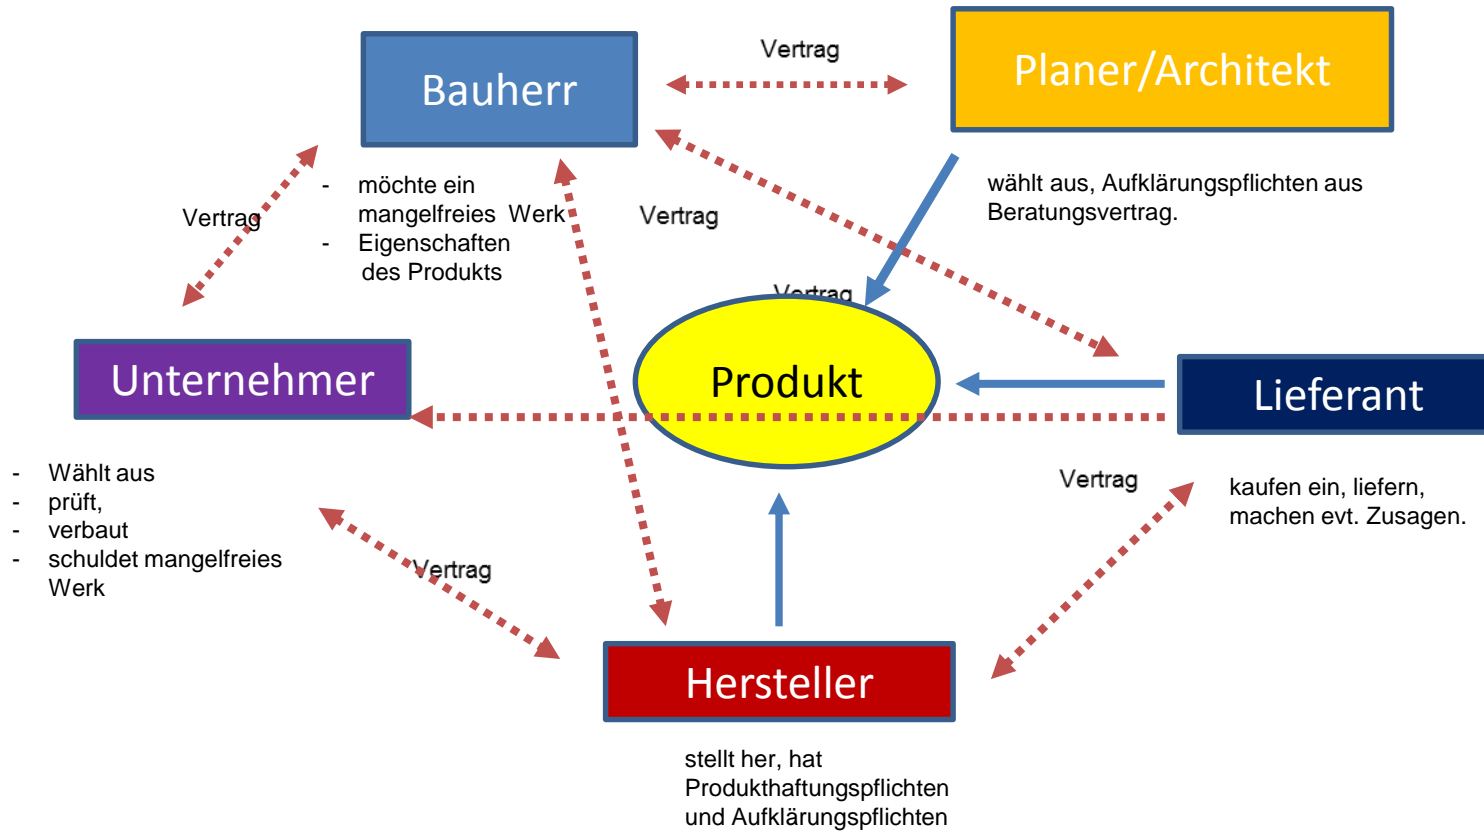 Vertrag
Bauherr
Planer/Architekt
- möchte ein
mangelfreies Werk
- Eigenschaften
des Produkts
wählt aus, Aufklärungspflichten aus
Beratungsvertrag.
Vertrag
Vertrag
Vertrag
Unternehmer
Produkt
Lieferant
- Wählt aus
- prüft,
- verbaut
- schuldet mangelfreies
Werk
Vertrag
kaufen ein, liefern,
machen evt. Zusagen.
Vertrag
Hersteller
stellt her, hat
Produkthaftungspflichten
und Aufklärungspflichten